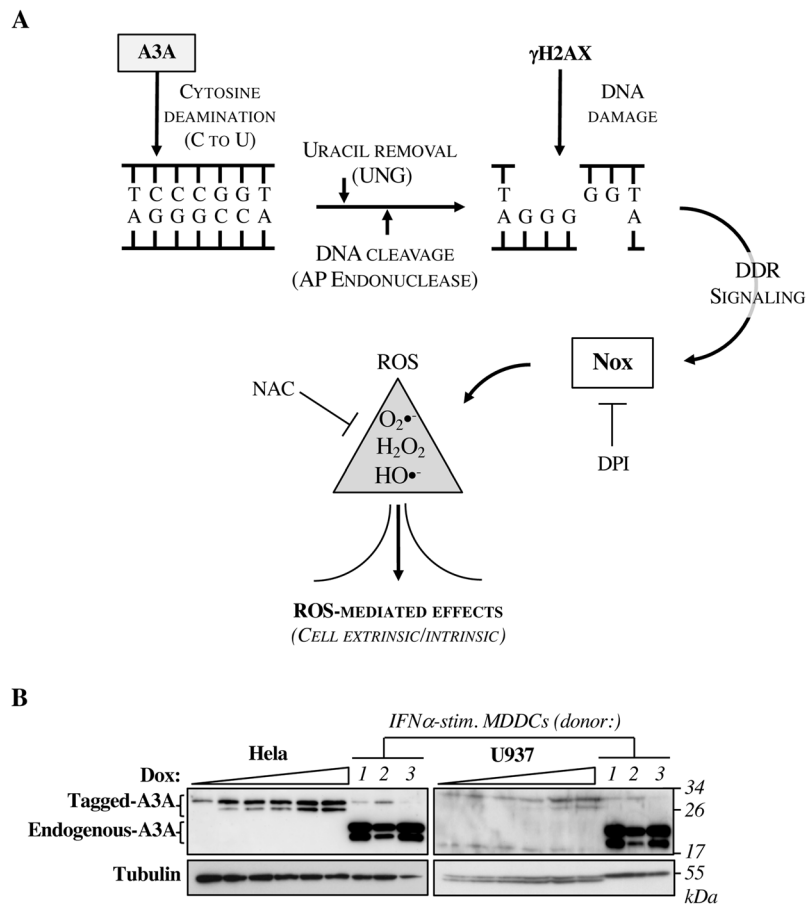 A
A3A
CYTOSINE
DEAMINATION
(C TO U)
γH2AX
DNA
DAMAGE
URACIL REMOVAL
(UNG)
T C C C G G T
A G G G C C A
T G G T
A G G G A
DNA CLEAVAGE
(AP ENDONUCLEASE)
DDR
SIGNALING
Nox
DPI
ROS
NAC
O₂•⁻
H₂O₂
HO•⁻
ROS-MEDIATED EFFECTS
(CELL EXTRINSIC/INTRINSIC)
B
IFNα-stim. MDDCs (donor:)
Hela
U937
Dox: 1 2 3 1 2 3
Tagged-A3A
Endogenous-A3A
Tubulin
34
26
17
55
kDa